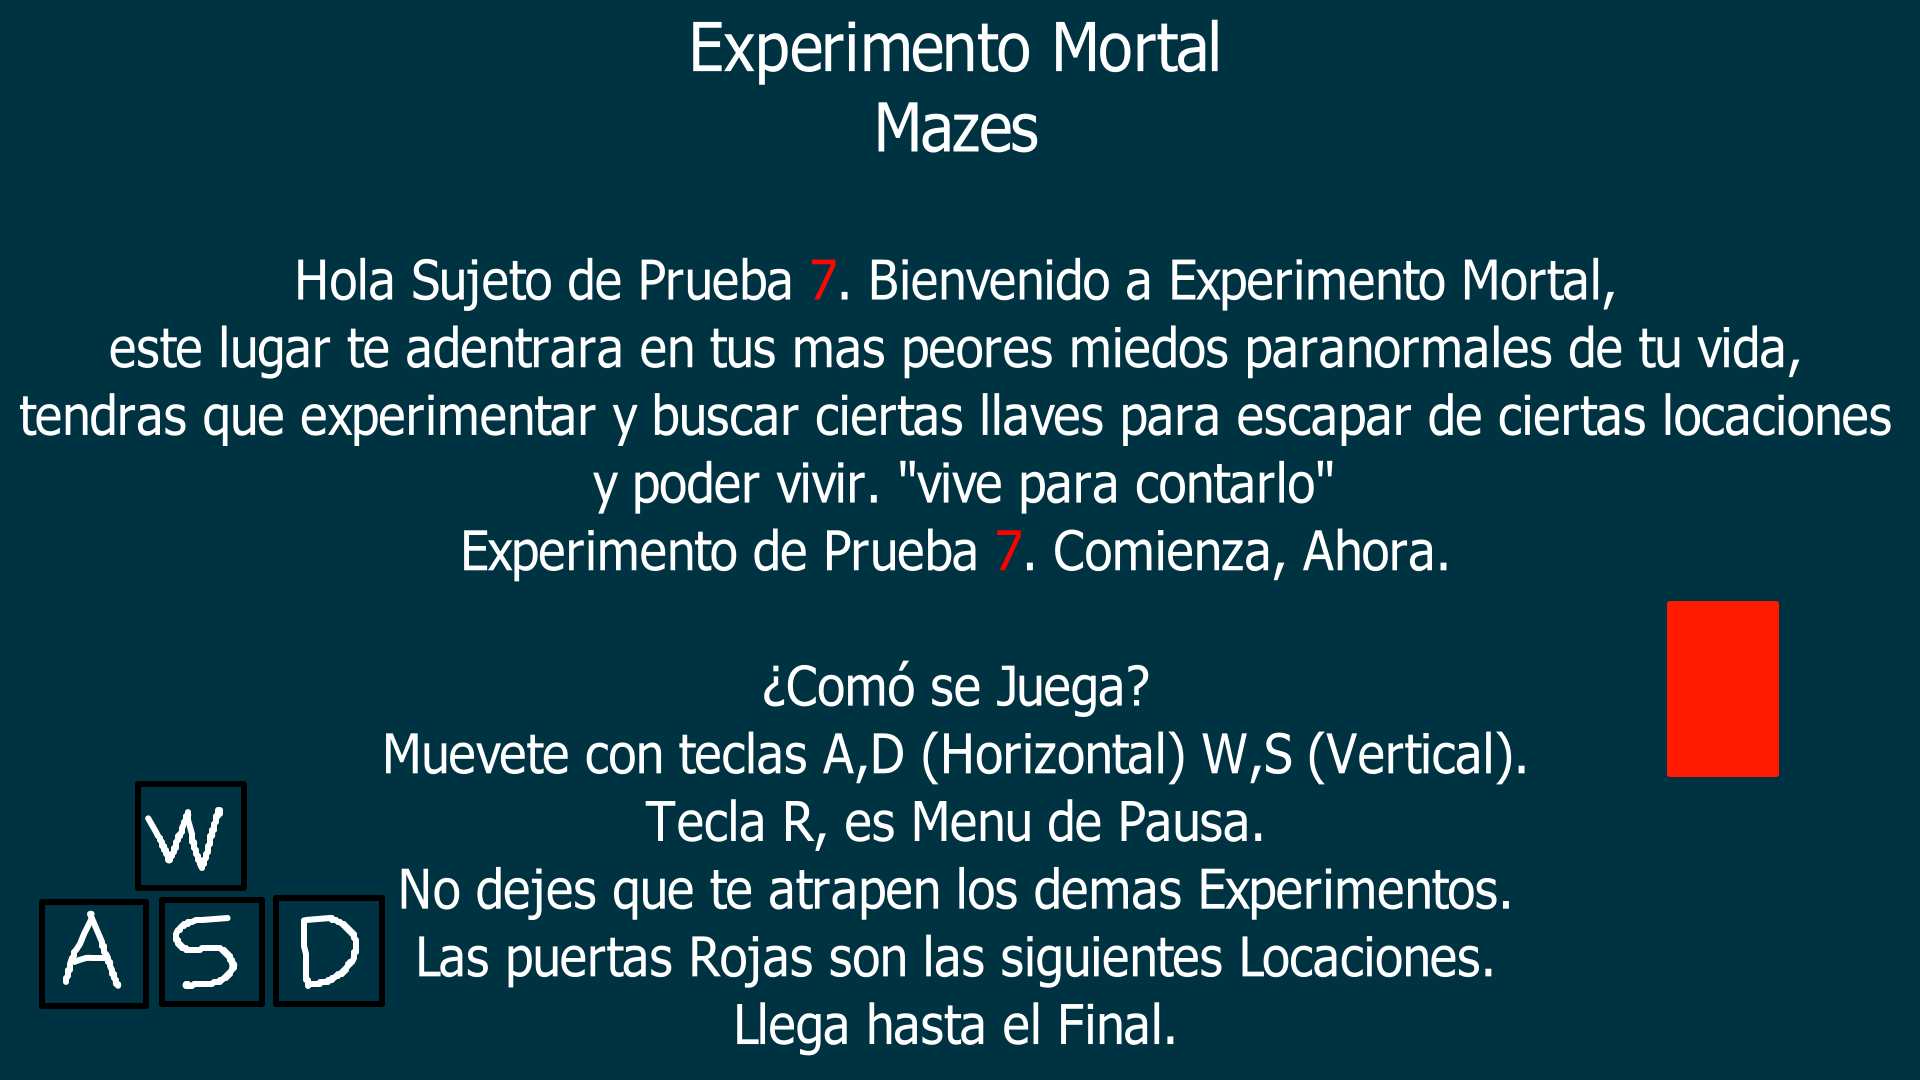 Experimento Mortal
Mazes
Hola Sujeto de Prueba 7. Bienvenido a Experimento Mortal,
este lugar te adentrara en tus mas peores miedos paranormales de tu vida,
tendras que experimentar y buscar ciertas llaves para escapar de ciertas locaciones
y poder vivir. "vive para contarlo"
Experimento de Prueba 7. Comienza, Ahora.
¿Comó se Juega?
Muevete con teclas A,D (Horizontal) W,S (Vertical).
Tecla R, es Menu de Pausa.
No dejes que te atrapen los demas Experimentos.
Las puertas Rojas son las siguientes Locaciones.
Llega hasta el Final.
W
A S D